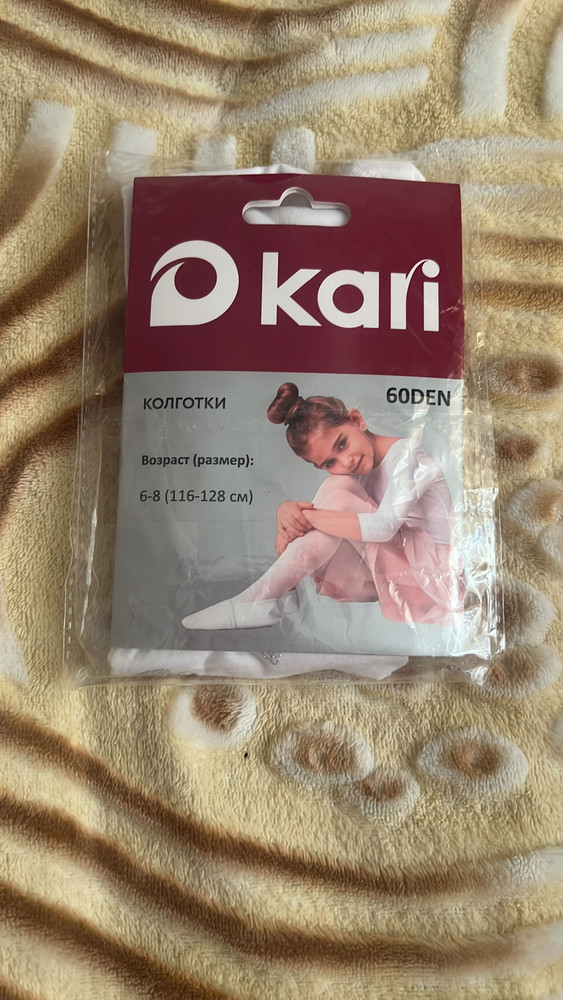 kari
КОЛГОТКИ
60DEN
Возраст (размер):
6-8 (116-128 см)